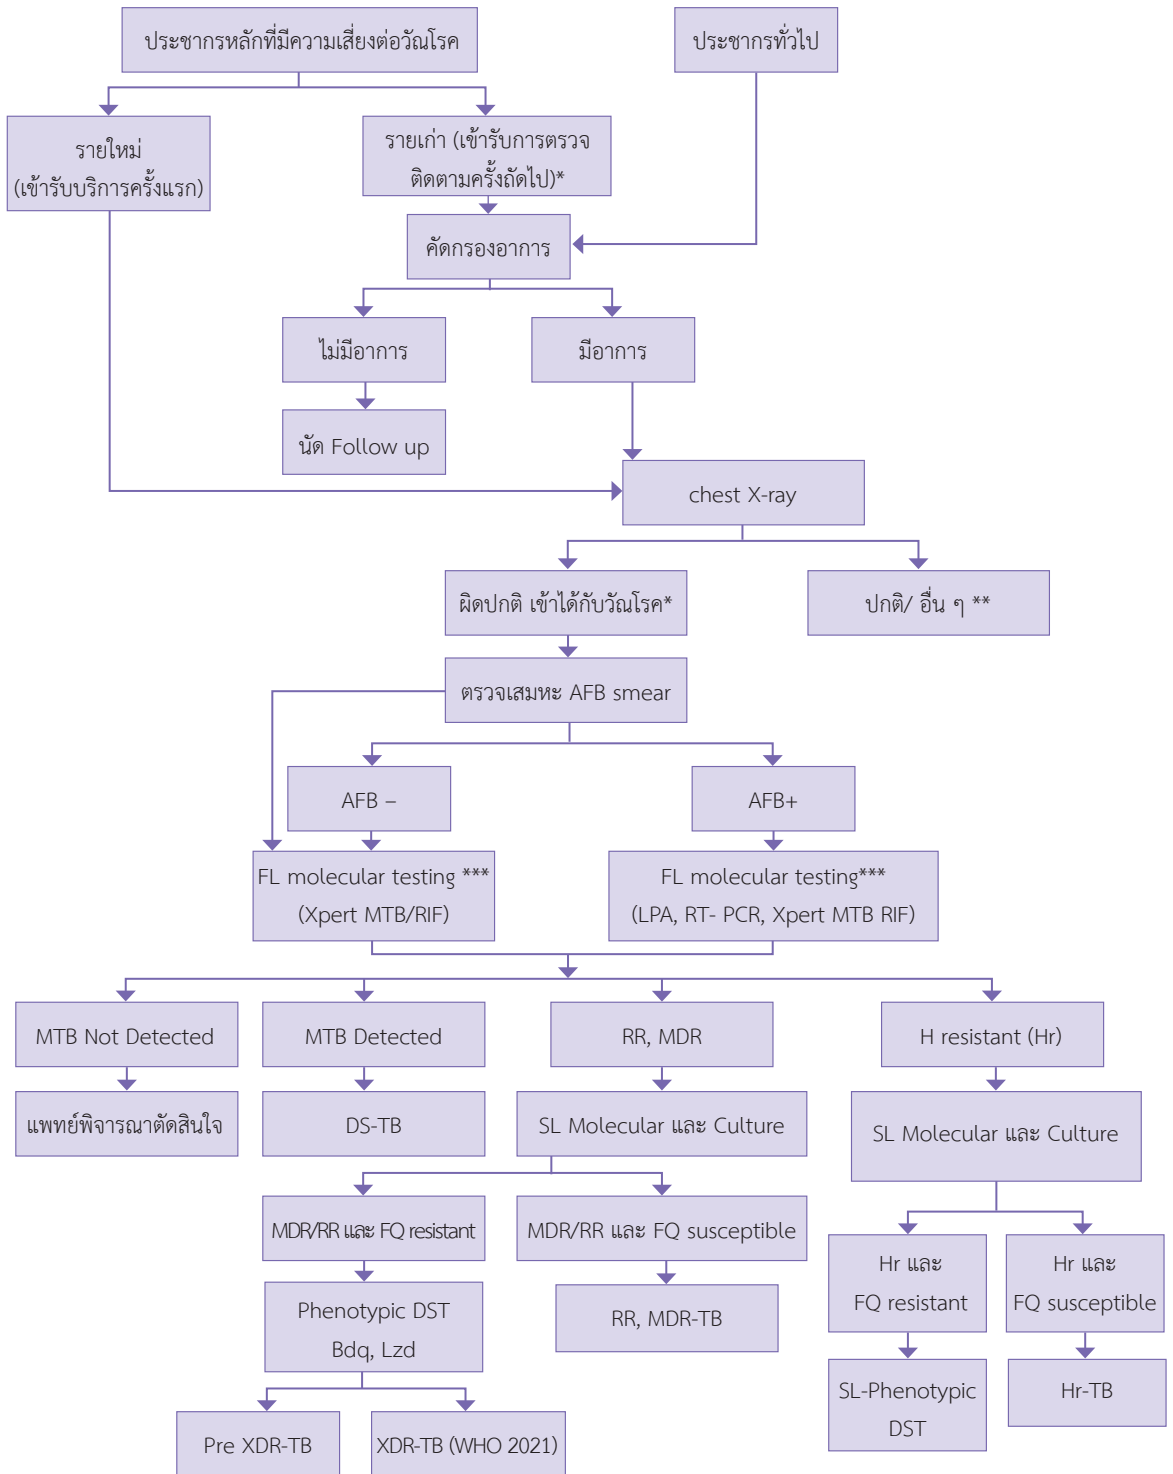 ประชากรหลักที่มีความเสี่ยงต่อวัณโรค
ประชากรทั่วไป
รายใหม่
(เข้ารับบริการครั้งแรก)
รายเก่า (เข้ารับการตรวจ
ติดตามครั้งถัดไป)*
คัดกรองอาการ
ไม่มีอาการ
มีอาการ
นัด Follow up
chest X-ray
ผิดปกติ เข้าได้กับวัณโรค*
ปกติ/ อื่น ๆ **
ตรวจเสมหะ AFB smear
AFB –
AFB+
FL molecular testing ***
(Xpert MTB/RIF)
FL molecular testing***
(LPA, RT- PCR, Xpert MTB RIF)
MTB Not Detected
MTB Detected
RR, MDR
H resistant (Hr)
แพทย์พิจารณาตัดสินใจ
DS-TB
SL Molecular และ Culture
SL Molecular และ Culture
MDR/RR และ FQ resistant
MDR/RR และ FQ susceptible
Hr และ
FQ resistant
Hr และ
FQ susceptible
Phenotypic DST
Bdq, Lzd
RR, MDR-TB
SL-Phenotypic
DST
Hr-TB
Pre XDR-TB
XDR-TB (WHO 2021)